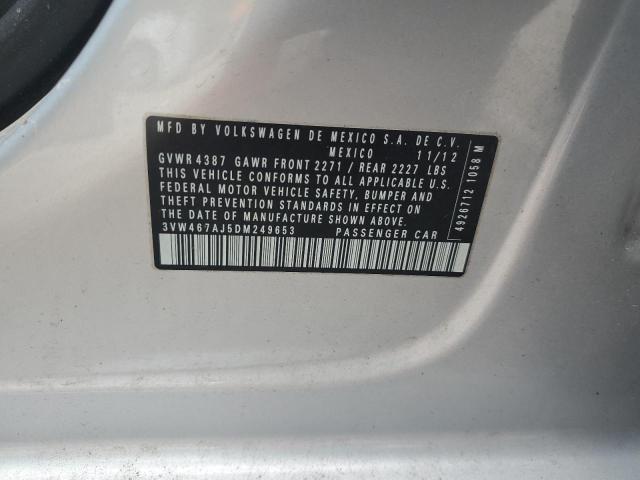 MFD BY VOLKSWAGEN DE MEXICO S.A. DE C.V.
MEXICO 11/12
GVWR 4387 GAWR FRONT 2271 / REAR 2227 LBS
THIS VEHICLE CONFORMS TO ALL APPLICABLE U.S.
FEDERAL MOTOR VEHICLE SAFETY, BUMPER AND
THEFT PREVENTION STANDARDS IN EFFECT ON
THE DATE OF MANUFACTURE SHOWN ABOVE.
3VW467AJ5DM249653 PASSENGER CAR
4926712 1058 M